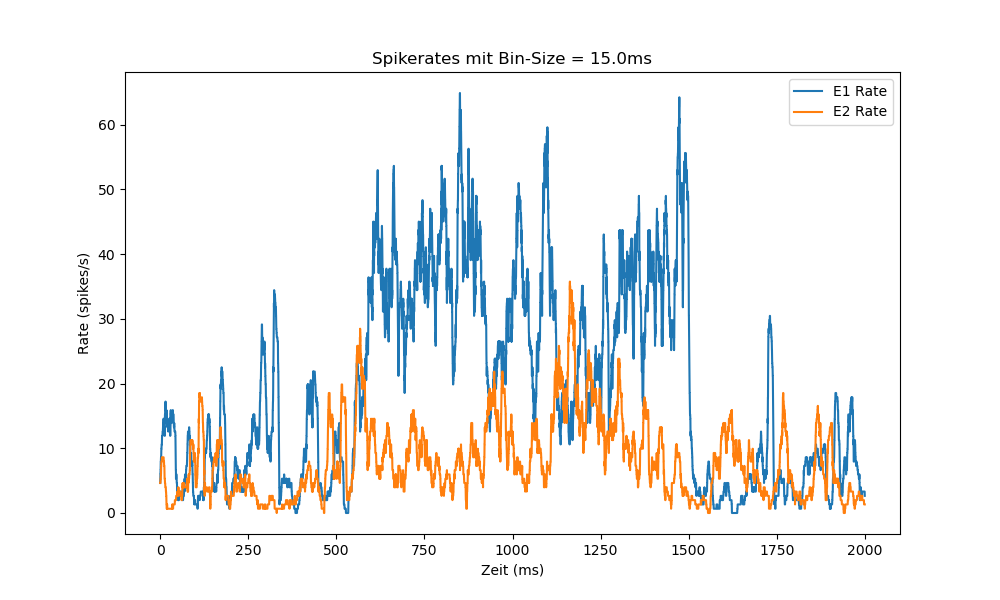 Spikerates mit Bin-Size = 15.0ms
E1 Rate
E2 Rate
Rate (spikes/s)
60
50
40
30
20
10
0
0 250 500 750 1000 1250 1500 1750 2000
Zeit (ms)